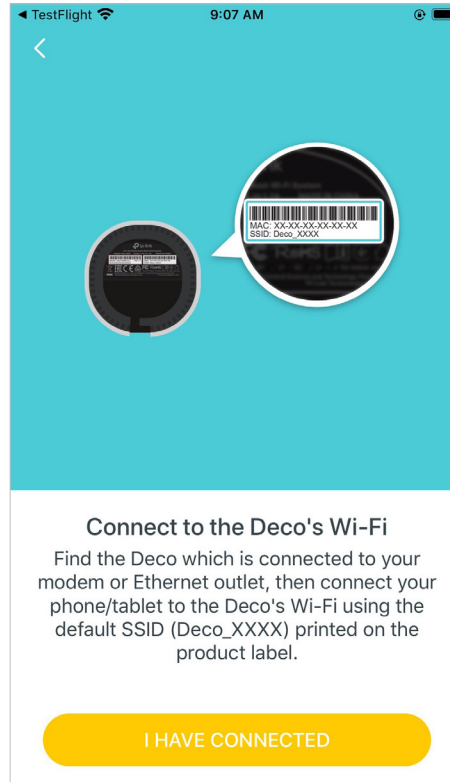 TestFlight 9:07 AM
tp-link
MAC: XX-XX-XX-XX-XX-XX
SSID: Deco_XXXX
Connect to the Deco's Wi-Fi
Find the Deco which is connected to your
modem or Ethernet outlet, then connect your
phone/tablet to the Deco's Wi-Fi using the
default SSID (Deco_XXXX) printed on the
product label.
I HAVE CONNECTED